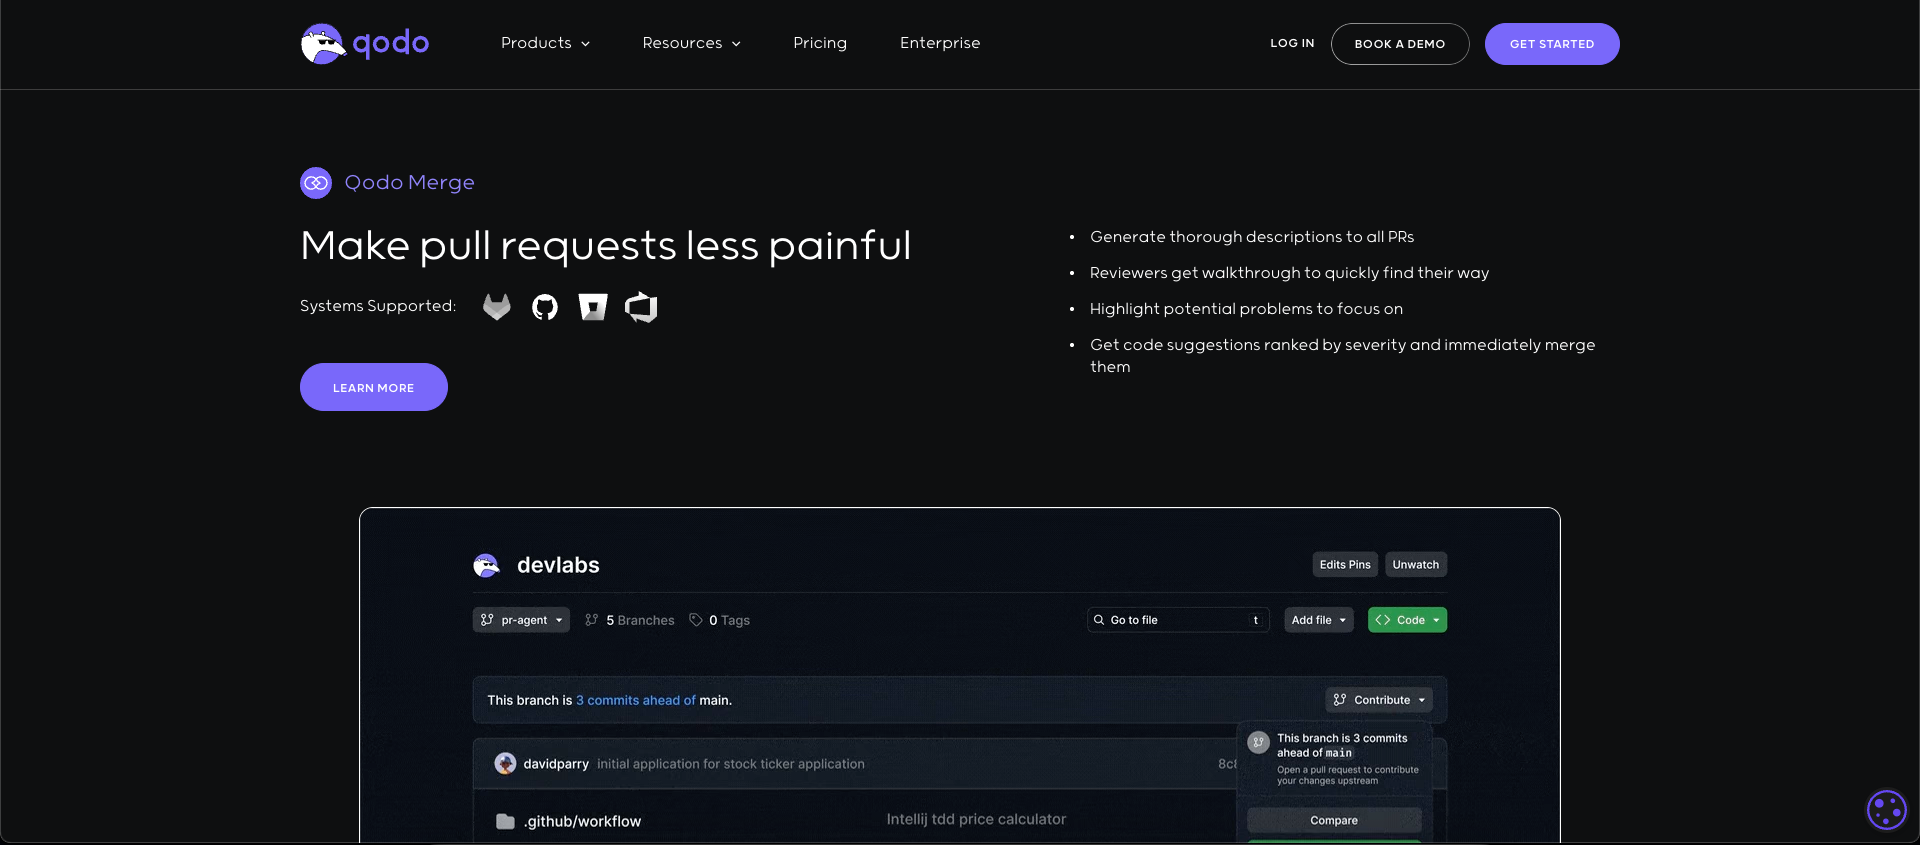 qodo
Products
Resources
Pricing
Enterprise
LOG IN
BOOK A DEMO
GET STARTED
Qodo Merge
Make pull requests less painful
Systems Supported:
LEARN MORE
• Generate thorough descriptions to all PRs
• Reviewers get walkthrough to quickly find their way
• Highlight potential problems to focus on
• Get code suggestions ranked by severity and immediately merge
them
devlabs
Edits Pins
Unwatch
pr-agent
5 Branches
0 Tags
Go to file
t
Add file
Code
This branch is 3 commits ahead of main.
Contribute
This branch is 3 commits
ahead of main
Open a pull request to contribute
your changes upstream
Compare
davidparry initial application for stock ticker application
8c8
.github/workflow
Intellij tdd price calculator